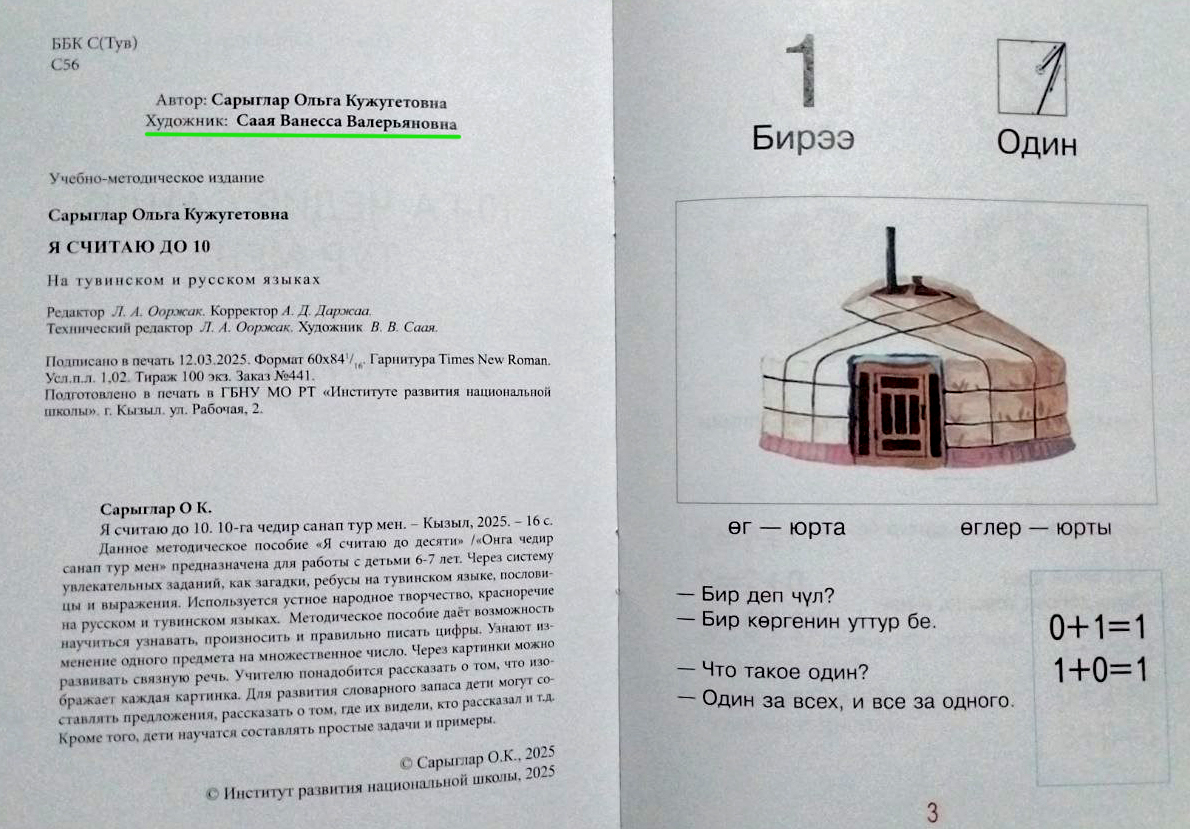 ББК С(Тув)
С56
Автор: Сарыглар Ольга Кужугетовна
Художник: Саая Ванесса Валерьяновна
Учебно-методическое издание
Сарыглар Ольга Кужугетовна
Я СЧИТАЮ ДО 10
На тувинском и русском языках
Редактор Л. А. Ооржак. Корректор А. Д. Даржаа.
Технический редактор Л. А. Ооржак. Художник В. В. Саая.
Подписано в печать 12.03.2025. Формат 60х84¹/₁₆. Гарнитура Times New Roman.
Усл.п.л. 1,02. Тираж 100 экз. Заказ №441.
Подготовлено в печать в ГБНУ МО РТ «Институте развития национальной
школы». г. Кызыл. ул. Рабочая, 2.
Сарыглар О К.
Я считаю до 10. 10-га чедир санап тур мен. – Кызыл, 2025. – 16 с.
Данное методическое пособие «Я считаю до десяти» /«Онга чедир
санап тур мен» предназначена для работы с детьми 6-7 лет. Через систему
увлекательных заданий, как загадки, ребусы на тувинском языке, послови-
цы и выражения. Используется устное народное творчество, красноречие
на русском и тувинском языках. Методическое пособие даёт возможность
научиться узнавать, произносить и правильно писать цифры. Узнают из-
менение одного предмета на множественное число. Через картинки можно
развивать связную речь. Учителю понадобится рассказать о том, что изо-
бражает каждая картинка. Для развития словарного запаса дети могут со-
ставлять предложения, рассказать о том, где их видели, кто рассказал и т.д.
Кроме того, дети научатся составлять простые задачи и примеры.
© Сарыглар О.К., 2025
© Институт развития национальной школы, 2025
1
Бирээ
1
Один
өг — юрта
өглер — юрты
— Бир деп чүл?
— Бир көргенин уттур бе.
— Что такое один?
— Один за всех, и все за одного.
0+1=1
1+0=1
3